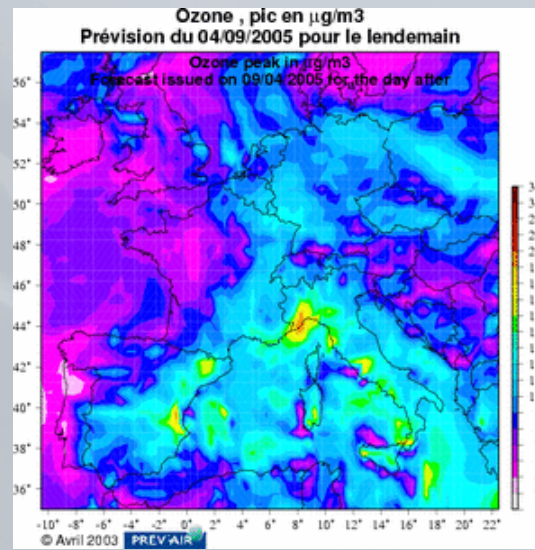 Ozone , pic en µg/m3
Prévision du 04/09/2005 pour le lendemain
Ozone peak in µg/m3
Forecast issued on 09/04/2005 for the day after
56°
54°
52°
50°
48°
46°
44°
42°
40°
38°
36°
-10° -8° -6° -4° -2° 0° 2° 4° 6° 8° 10° 12° 14° 16° 18° 20° 22°
© Avril 2003 PREV'AIR